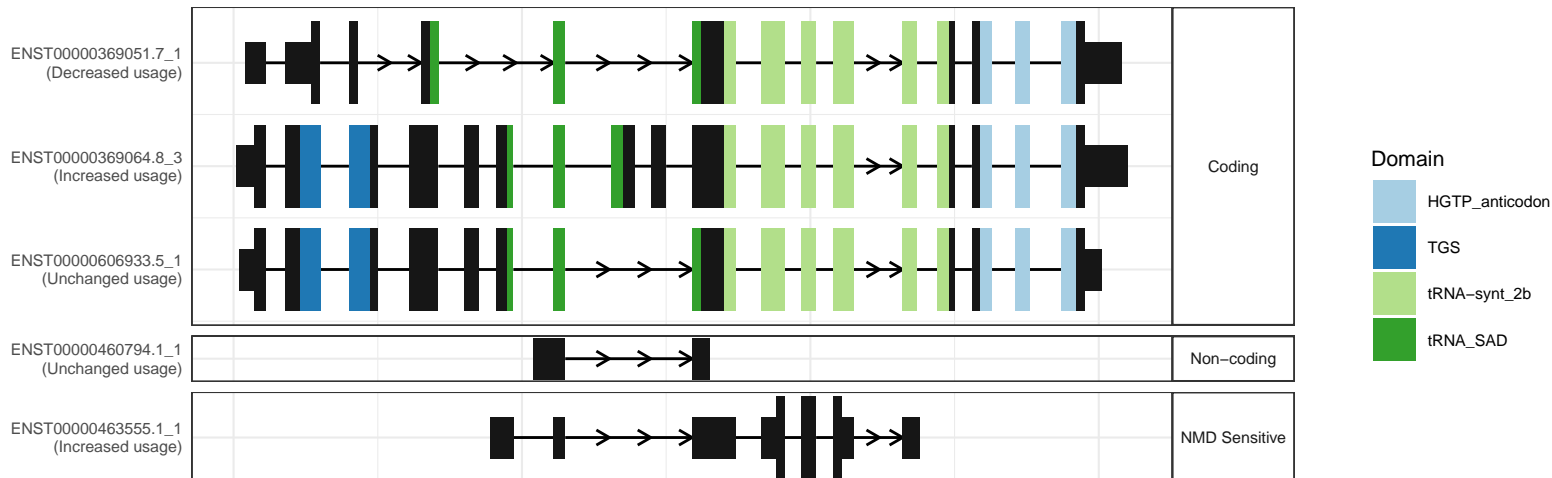 ENST00000369051.7_1
(Decreased usage)
ENST00000369064.8_3
(Increased usage)
ENST00000606933.5_1
(Unchanged usage)
Coding
ENST00000460794.1_1
(Unchanged usage)
Non−coding
ENST00000463555.1_1
(Increased usage)
NMD Sensitive
Domain
HGTP_anticodon
TGS
tRNA−synt_2b
tRNA_SAD